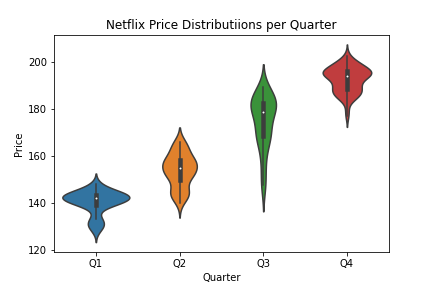 Netflix Price Distributiions per Quarter
200
180
160
140
120
Price
Q1 Q2 Q3 Q4
Quarter